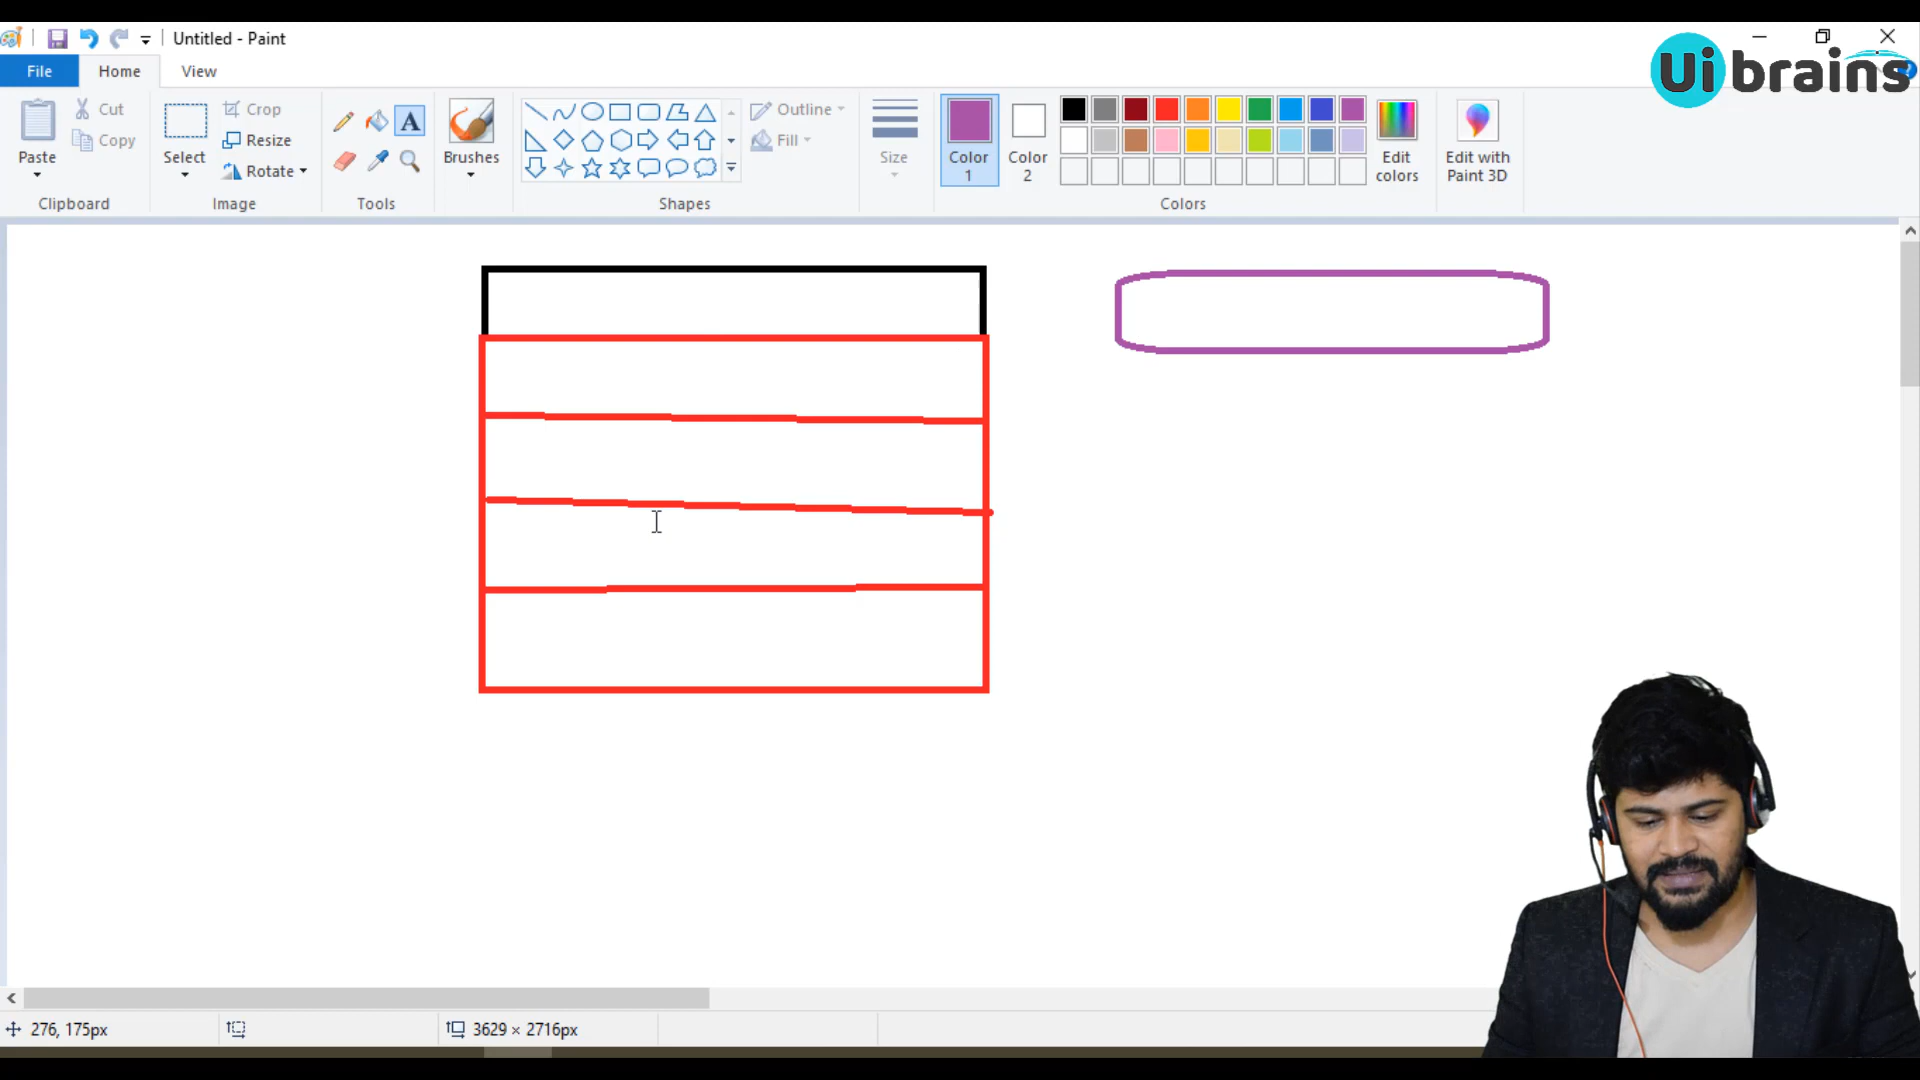 Untitled - Paint
Ui brains
File
Home
View
Paste
Cut
Copy
Clipboard
Select
Crop
Resize
Rotate
Image
A
Tools
Brushes
Shapes
Outline
Fill
Size
Color 1
Color 2
Edit colors
Colors
Edit with Paint 3D
276, 175px
3629 × 2716px